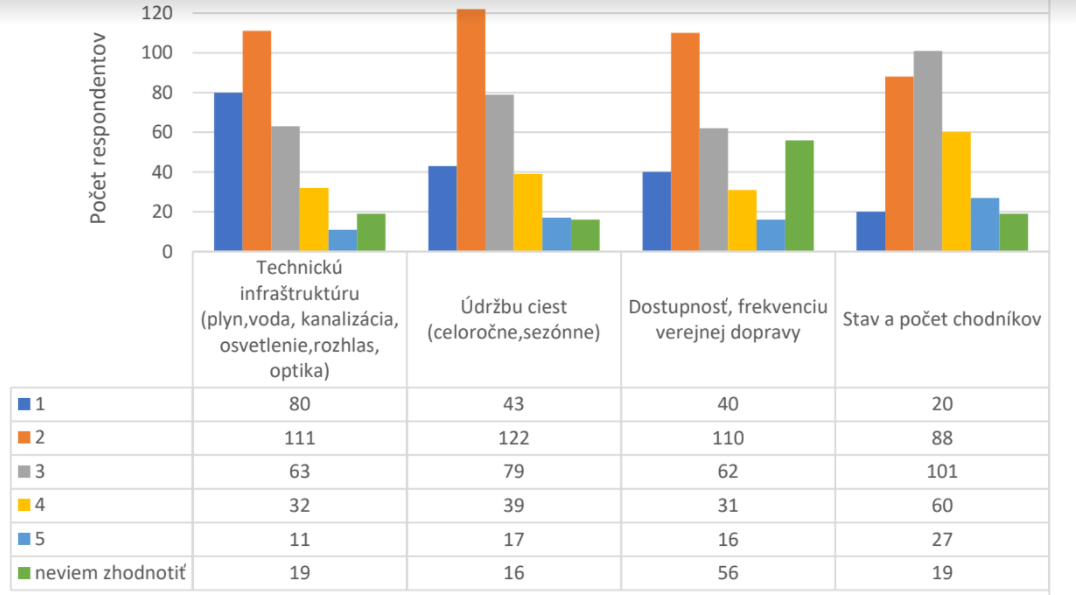 120
100
80
60
40
20
0
Počet respondentov
Technickú
infraštruktúru
(plyn,voda, kanalizácia,
osvetlenie,rozhlas,
optika)
Údržbu ciest
(celoročne,sezónne)
Dostupnosť, frekvenciu
verejnej dopravy
Stav a počet chodníkov
1 80 43 40 20
2 111 122 110 88
3 63 79 62 101
4 32 39 31 60
5 11 17 16 27
neviem zhodnotiť 19 16 56 19